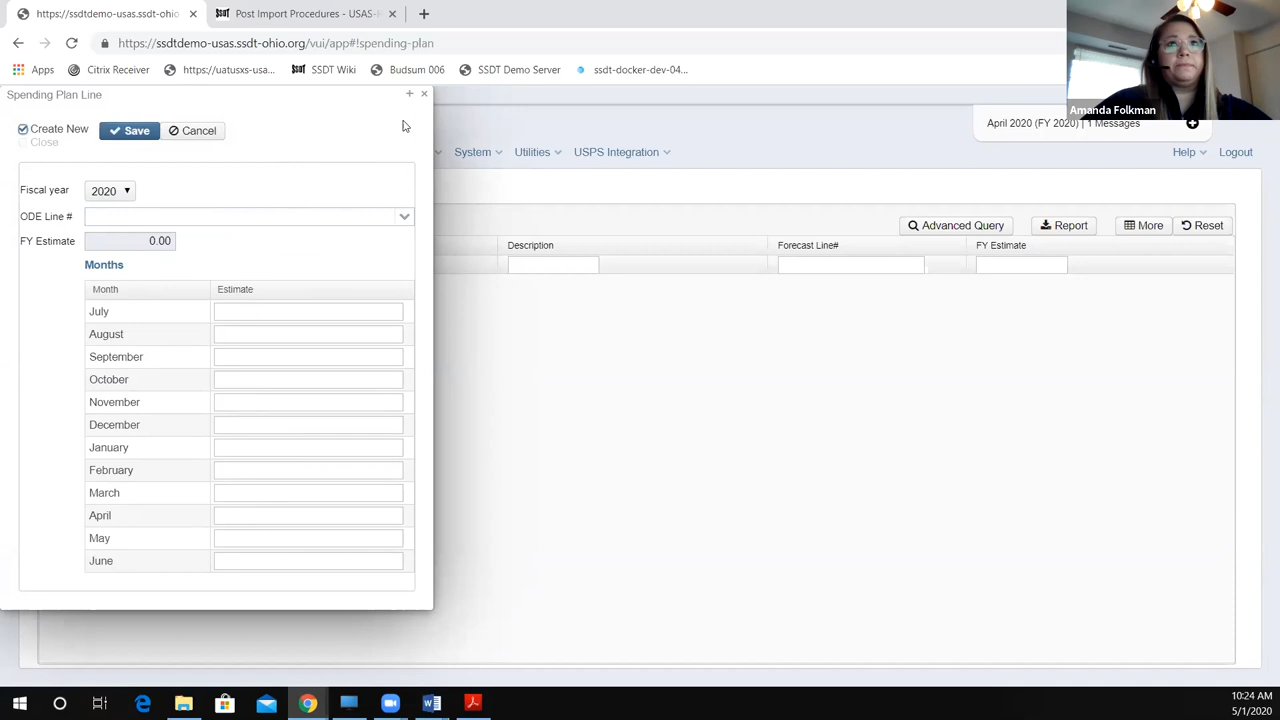 https://ssdtdemo-usas.ssdt-ohio
Post Import Procedures - USAS-R
https://ssdtdemo-usas.ssdt-ohio.org/vui/app#!spending-plan
Apps
Citrix Receiver
https://uatusxs-usa...
SSDT Wiki
Budsum 006
SSDT Demo Server
ssdt-docker-dev-04...
Amanda Folkman
Spending Plan Line
April 2020 (FY 2020) | 1 Messages
Create New
Close
Save
Cancel
System
Utilities
USPS Integration
Help
Logout
Fiscal year 2020
ODE Line #
FY Estimate 0.00
Advanced Query
Report
More
Reset
Description
Forecast Line#
FY Estimate
Months
Month Estimate
July
August
September
October
November
December
January
February
March
April
May
June
10:24 AM
5/1/2020